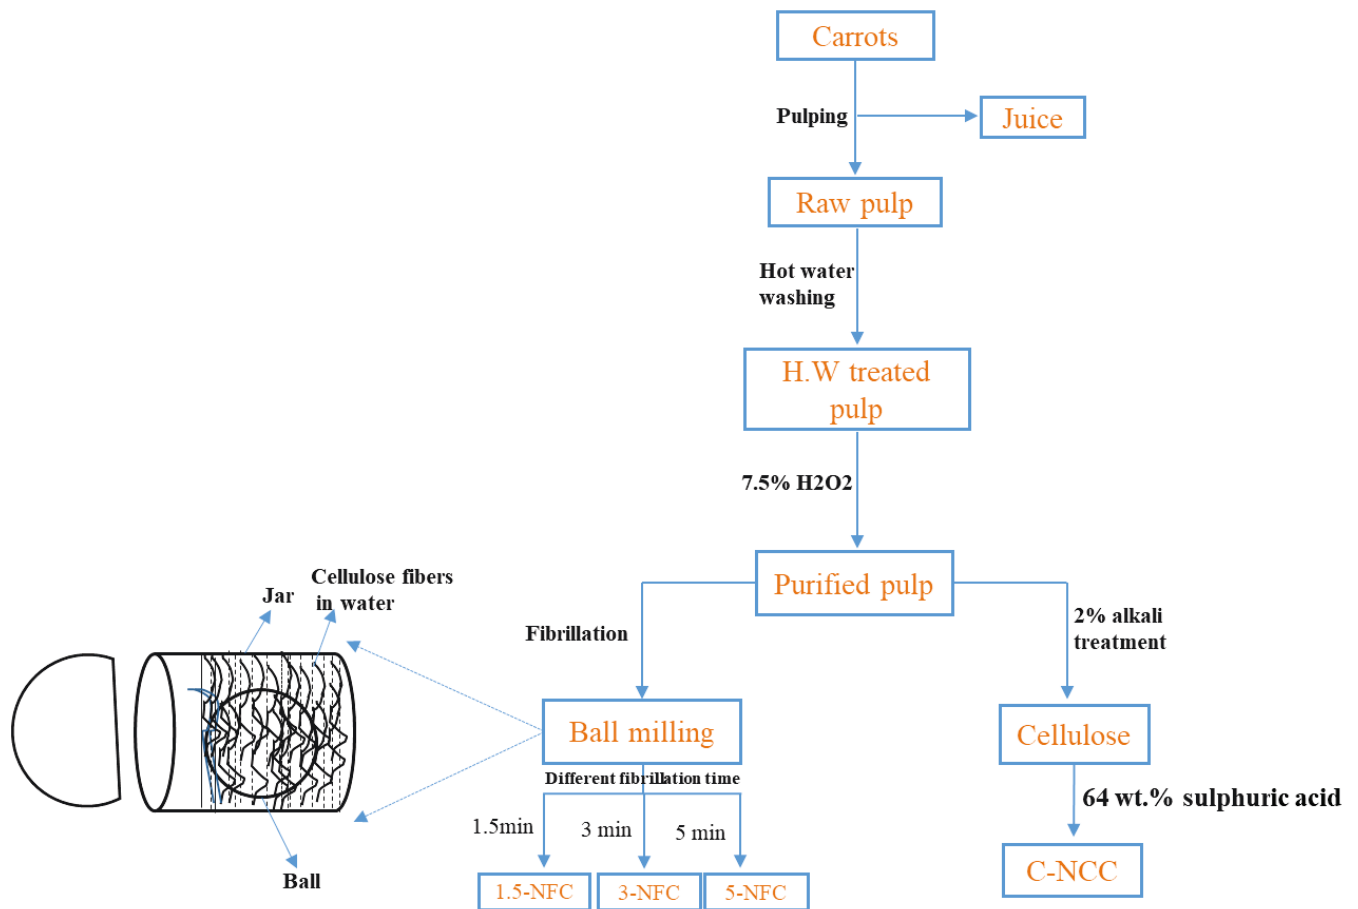 Carrots
Pulping
Juice
Raw pulp
Hot water
washing
H.W treated
pulp
7.5% H2O2
Purified pulp
Fibrillation
2% alkali
treatment
Jar
Cellulose fibers
in water
Ball
Ball milling
Cellulose
Different fibrillation time
64 wt.% sulphuric acid
1.5min
3 min
5 min
1.5-NFC
3-NFC
5-NFC
C-NCC